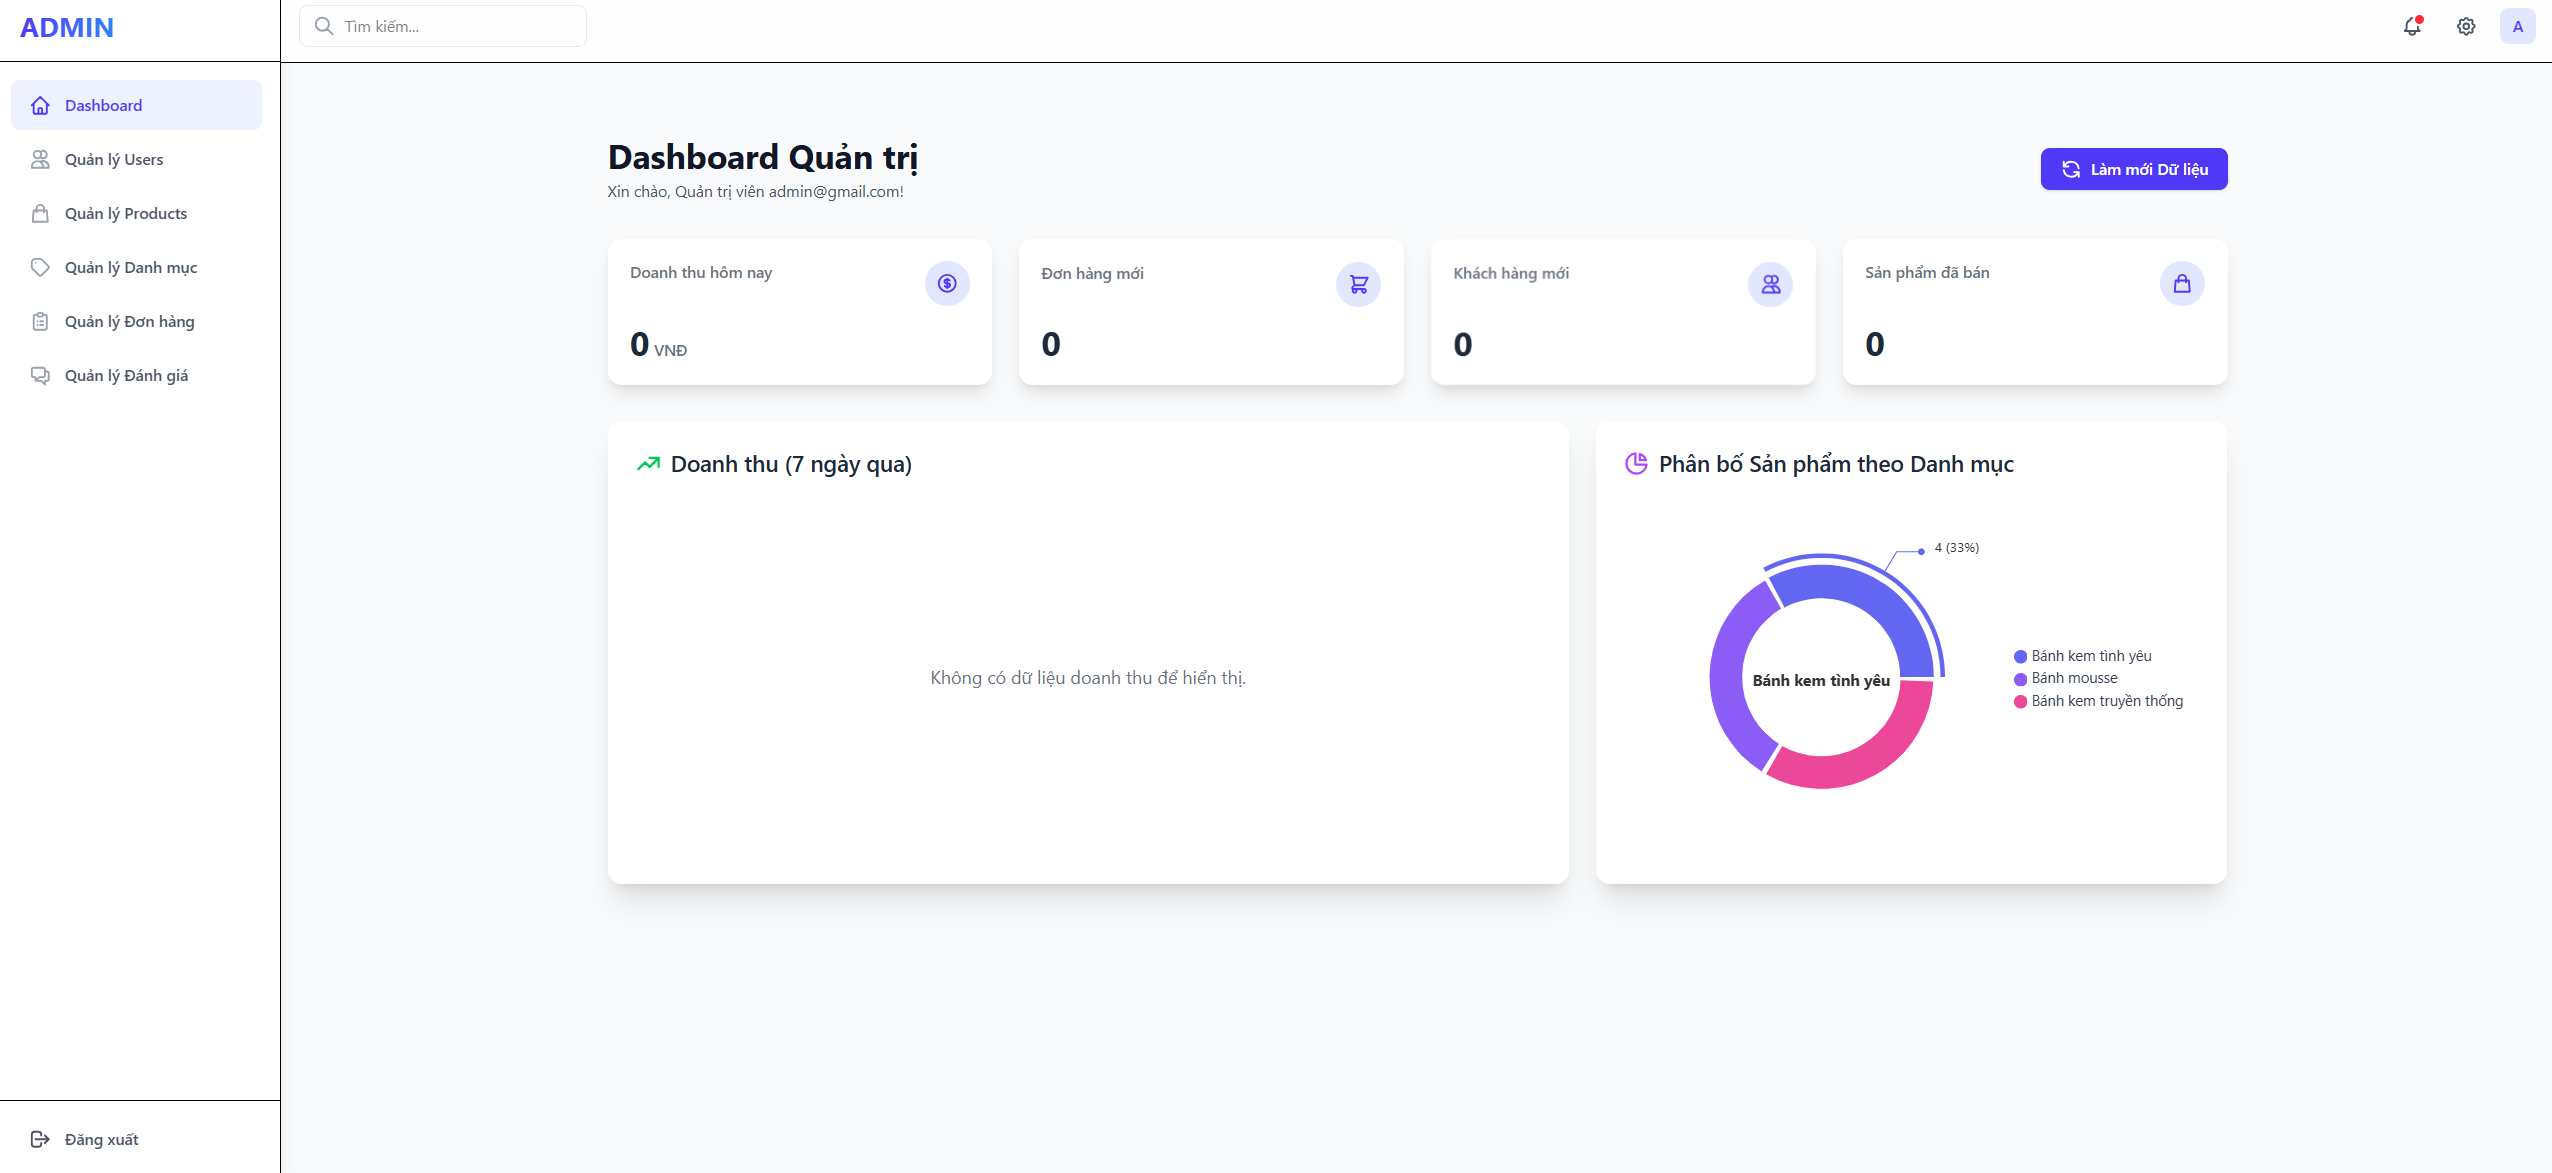 ADMIN
Tìm kiếm...
A
Dashboard
Quản lý Users
Quản lý Products
Quản lý Danh mục
Quản lý Đơn hàng
Quản lý Đánh giá
Đăng xuất
Dashboard Quản trị
Xin chào, Quản trị viên admin@gmail.com!
Làm mới Dữ liệu
Doanh thu hôm nay
0 VNĐ
Đơn hàng mới
0
Khách hàng mới
0
Sản phẩm đã bán
0
Doanh thu (7 ngày qua)
Không có dữ liệu doanh thu để hiển thị.
Phân bố Sản phẩm theo Danh mục
4 (33%)
Bánh kem tình yêu
Bánh kem tình yêu
Bánh mousse
Bánh kem truyền thống